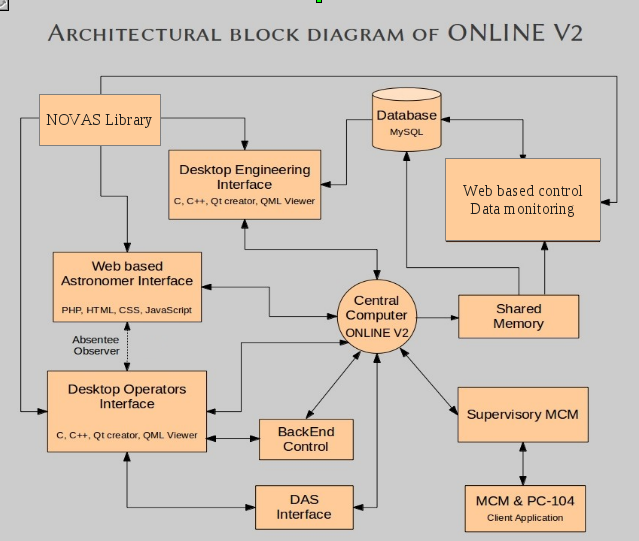 ARCHITECTURAL BLOCK DIAGRAM OF ONLINE V2
NOVAS Library
Database
MySQL
Desktop Engineering
Interface
C, C++, Qt creator, QML Viewer
Web based control
Data monitoring
Web based
Astronomer Interface
PHP, HTML, CSS, JavaScript
Central
Computer
ONLINE V2
Shared
Memory
Absentee
Observer
Desktop Operators
Interface
C, C++, Qt creator, QML Viewer
BackEnd
Control
Supervisory MCM
DAS
Interface
MCM & PC-104
Client Application